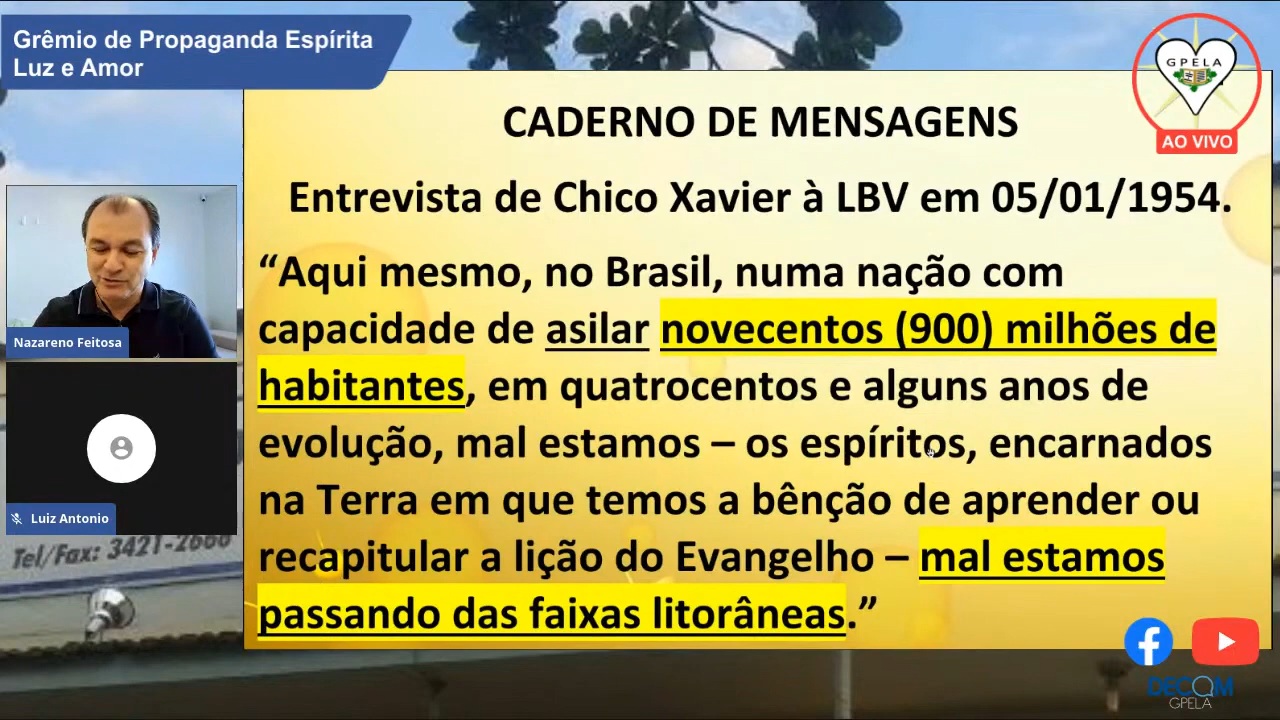 Grêmio de Propaganda Espírita
Luz e Amor
GPELA
AO VIVO
CADERNO DE MENSAGENS
Entrevista de Chico Xavier à LBV em 05/01/1954.
“Aqui mesmo, no Brasil, numa nação com
capacidade de asilar novecentos (900) milhões de
habitantes, em quatrocentos e alguns anos de
evolução, mal estamos – os espíritos, encarnados
na Terra em que temos a bênção de aprender ou
recapitular a lição do Evangelho – mal estamos
passando das faixas litorâneas.”
Nazareno Feitosa
Luiz Antonio
Tel/Fax: 3421-2666
DECOM
GPELA